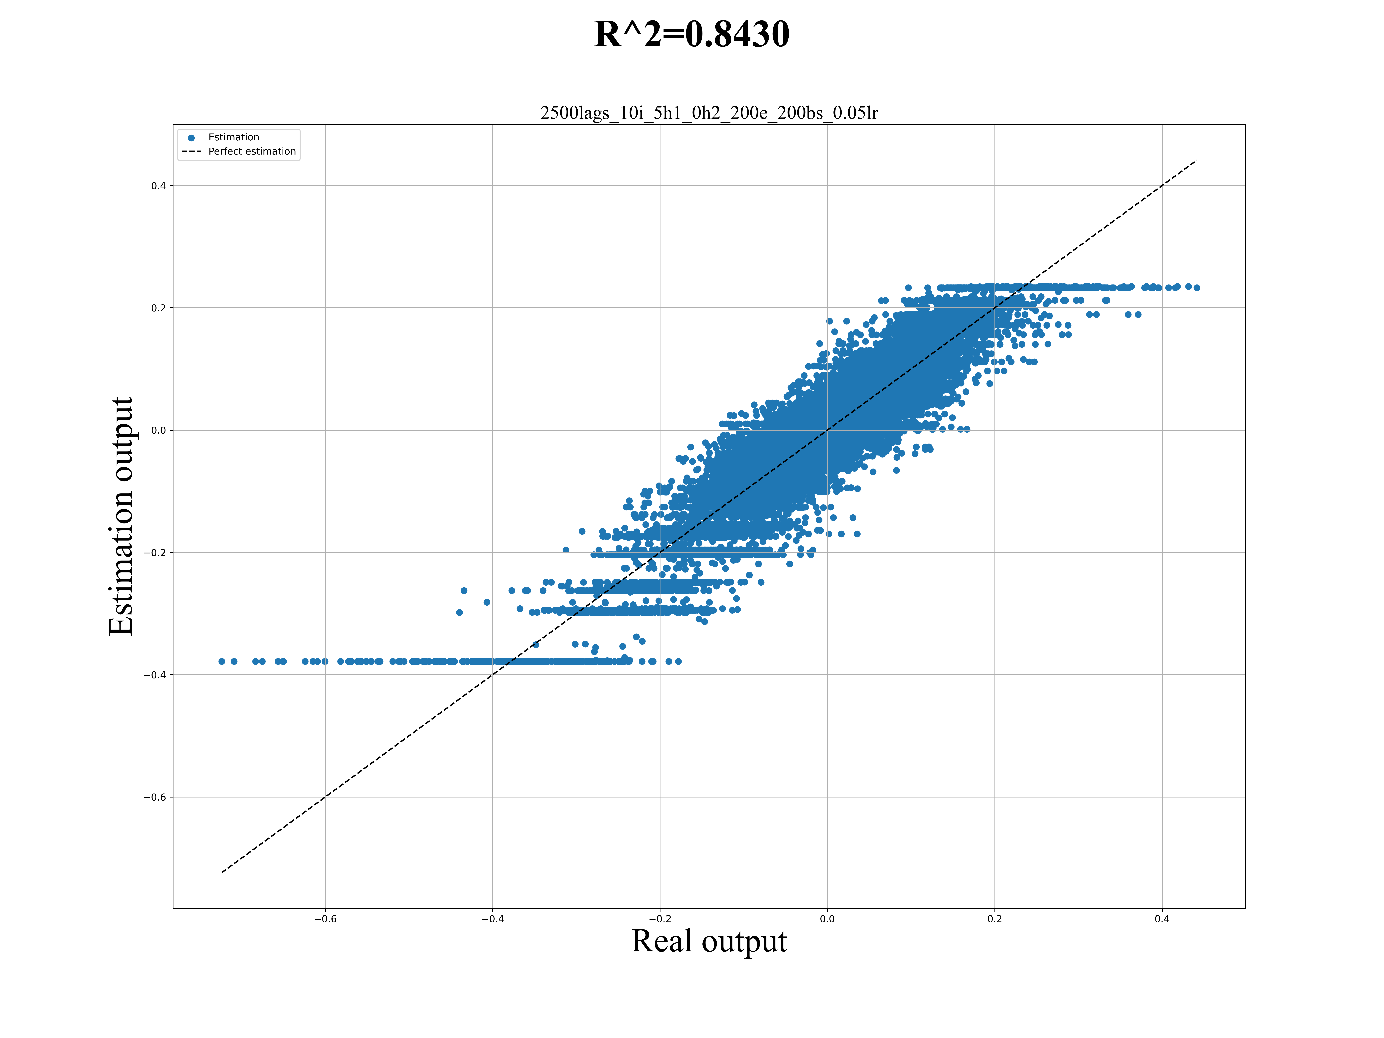 R^2=0.8430
2500lags_10i_5h1_0h2_200e_200bs_0.05lr
Estimation
Perfect estimation
0.4
0.2
0.0
−0.2
−0.4
−0.6
Estimation output
−0.6
−0.4
−0.2
0.0
0.2
0.4
Real output